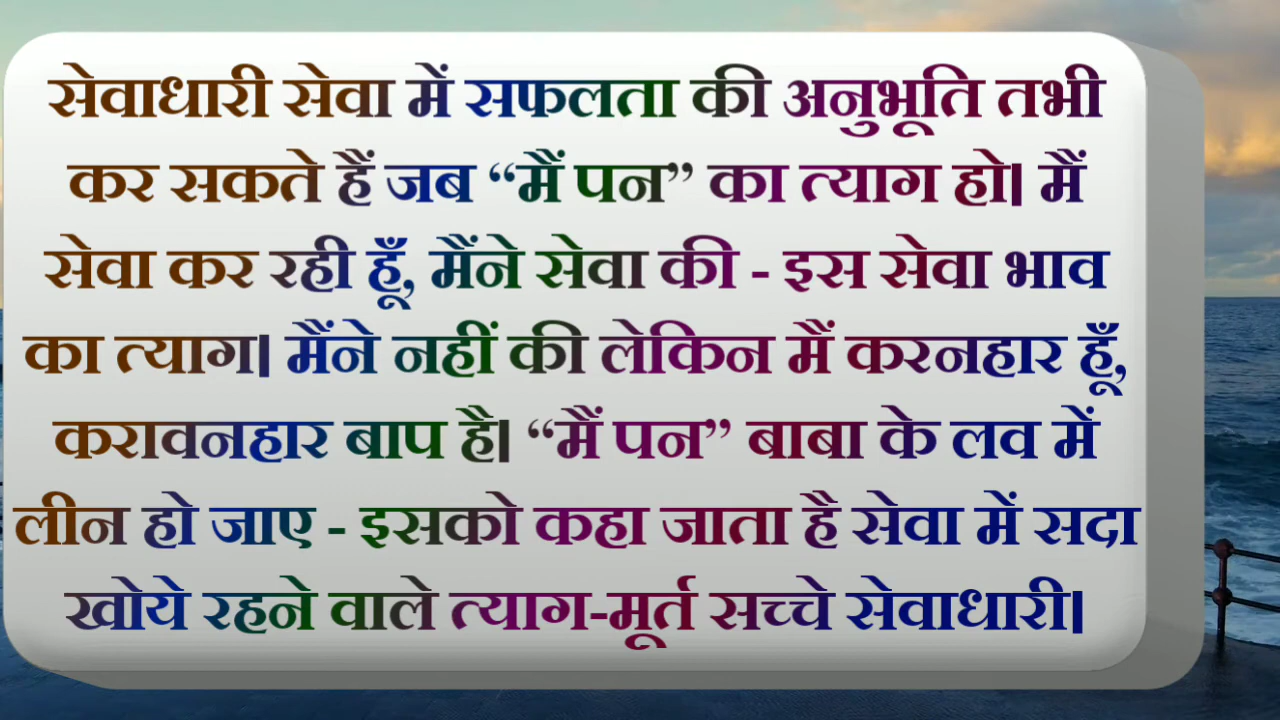 सेवाधारी सेवा में सफलता की अनुभूति तभी
कर सकते हैं जब “मैं पन” का त्याग हो। मैं
सेवा कर रही हूँ, मैंने सेवा की - इस सेवा भाव
का त्याग। मैंने नहीं की लेकिन मैं करनहार हूँ,
करावनहार बाप है। “मैं पन” बाबा के लव में
लीन हो जाए - इसको कहा जाता है सेवा में सदा
खोये रहने वाले त्याग-मूर्त सच्चे सेवाधारी।